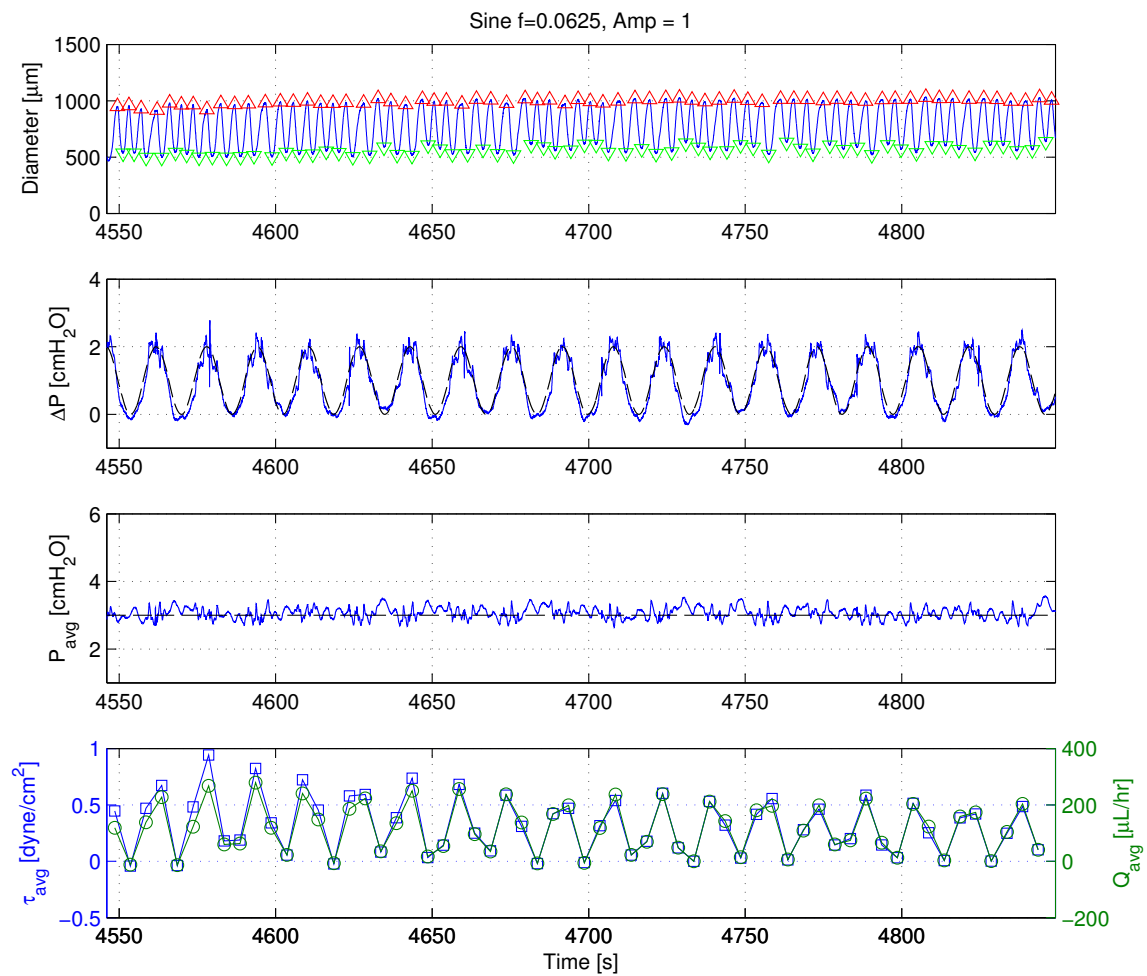 Sine f=0.0625, Amp = 1
Diameter [μm]
1500
1000
500
0
4550 4600 4650 4700 4750 4800
ΔP [cmH₂O]
4
2
0
4550 4600 4650 4700 4750 4800
P_avg [cmH₂O]
6
4
2
4550 4600 4650 4700 4750 4800
τ_avg [dyne/cm²]
1
0.5
0
−0.5
400
200
0
−200
Q_avg [μL/hr]
4550 4600 4650 4700 4750 4800
Time [s]